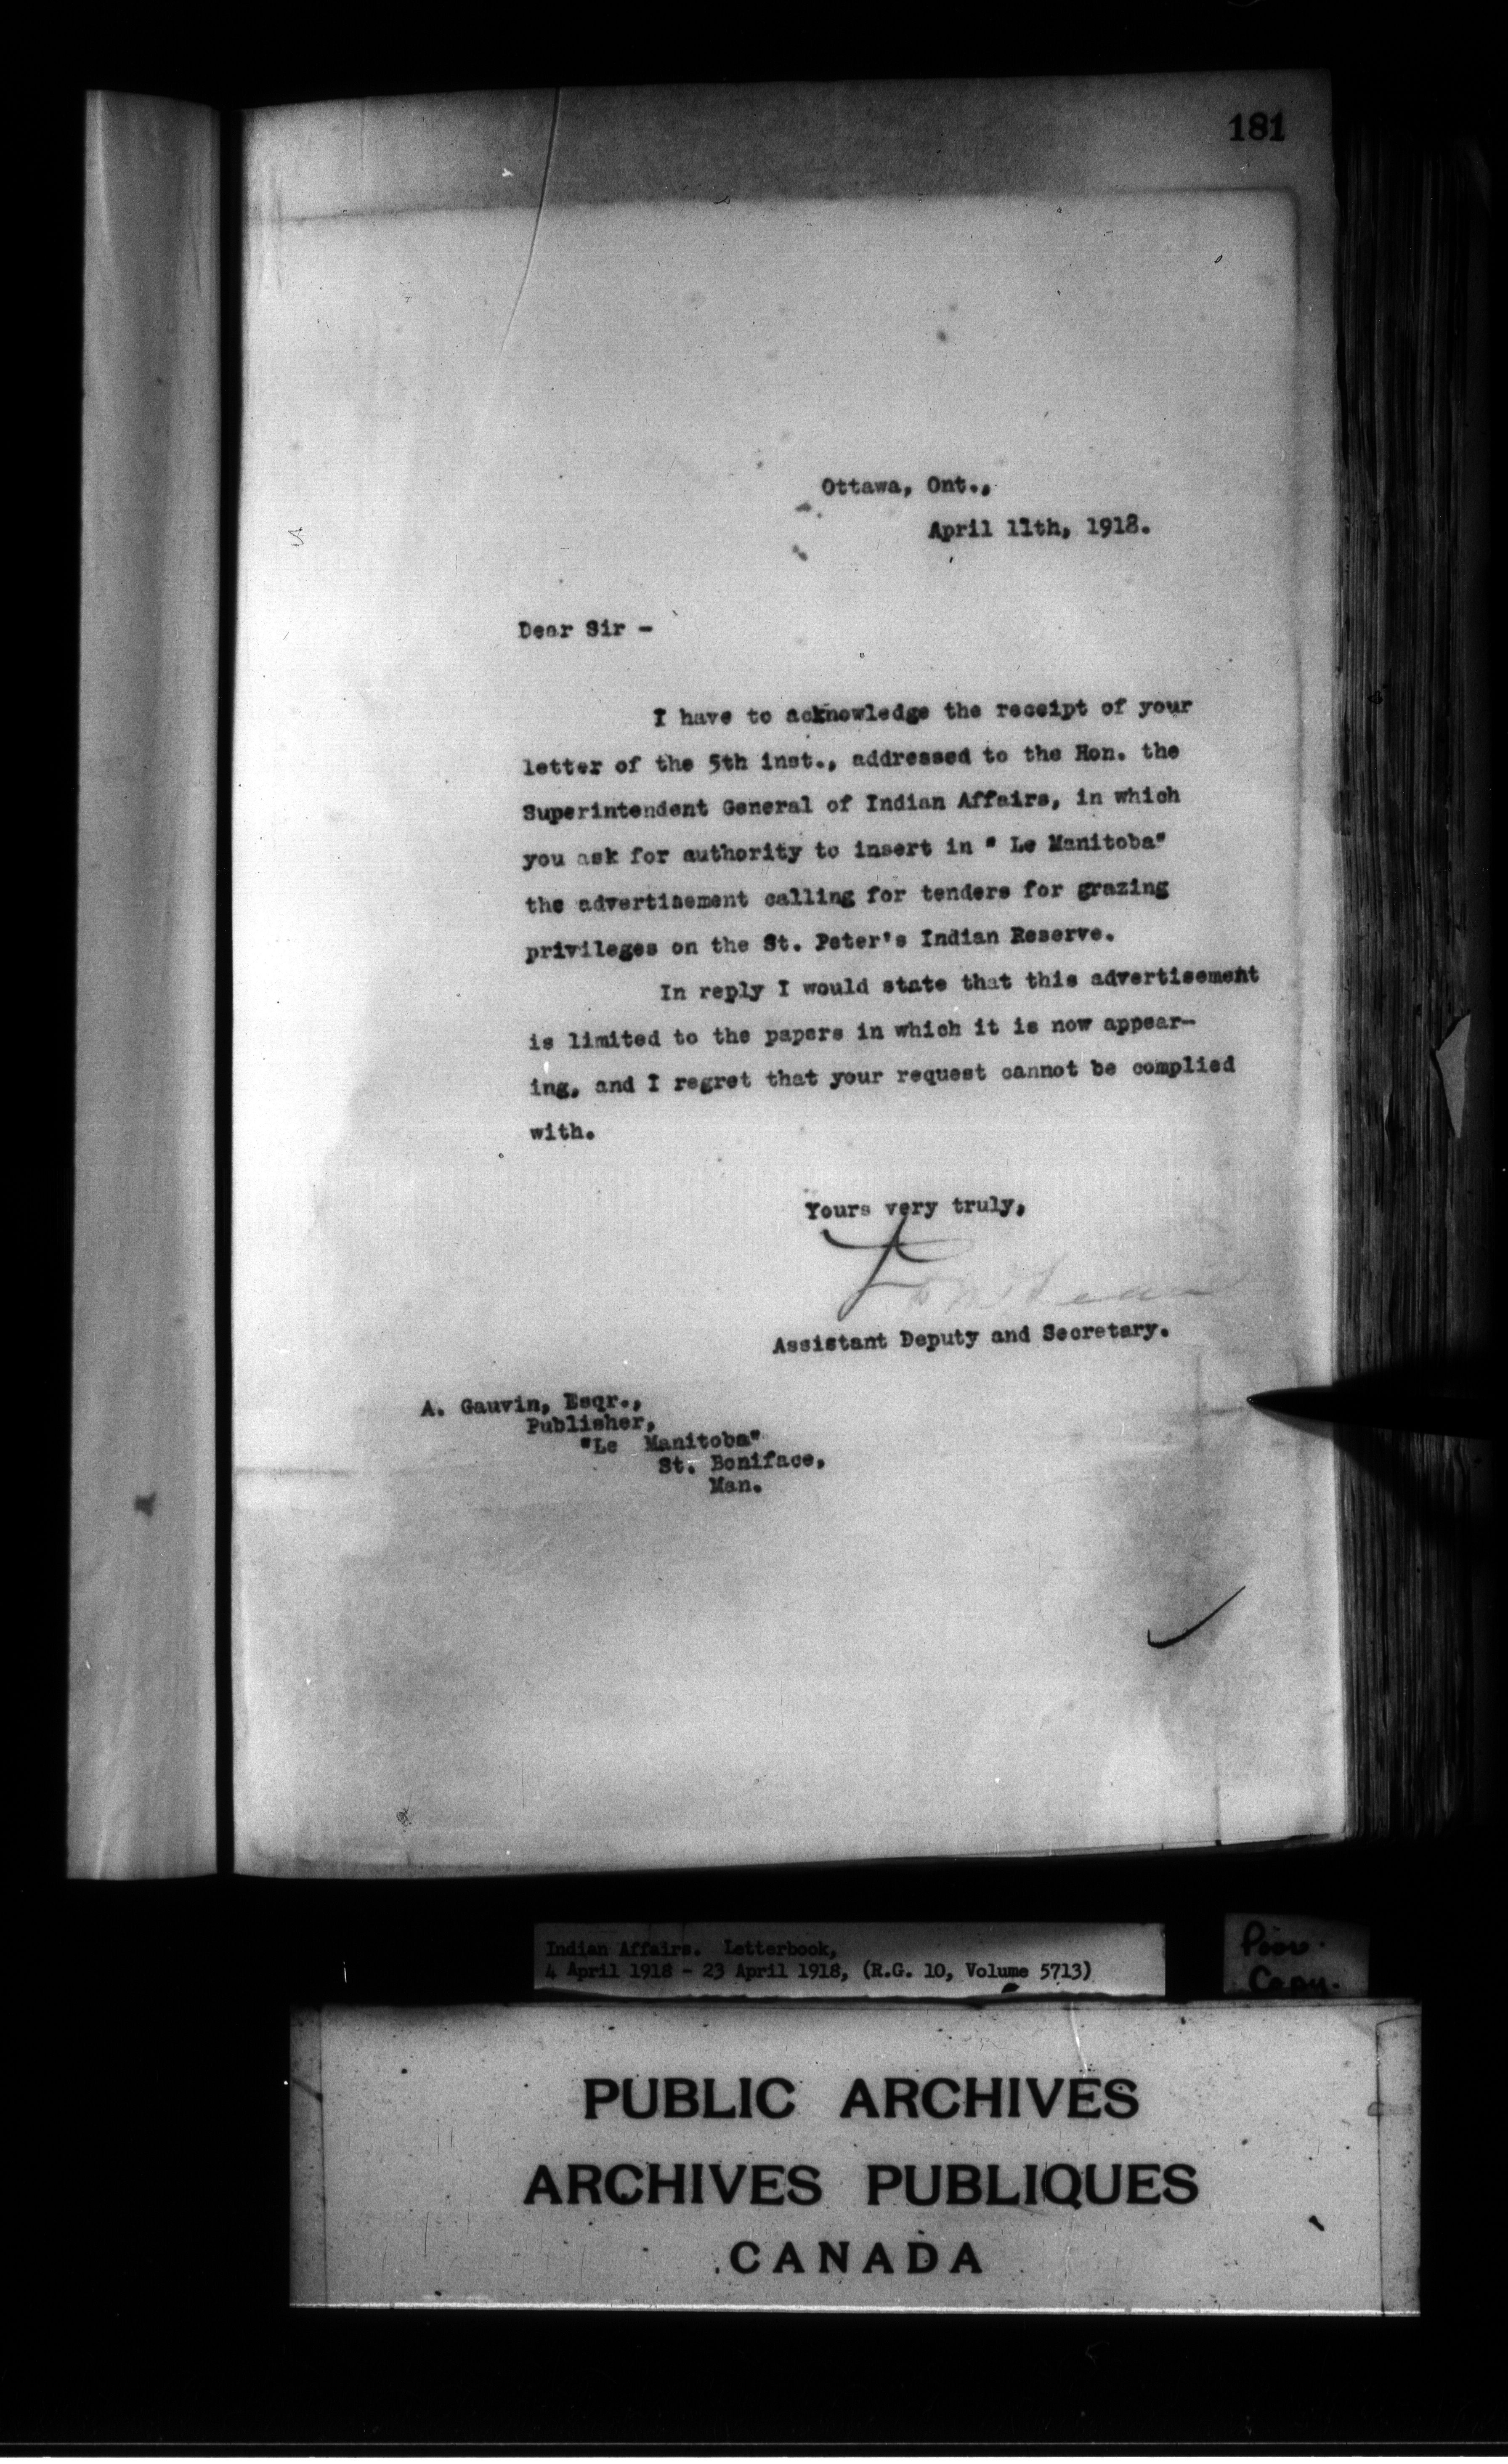 181
Ottawa, Ont.,
April 11th, 1918.
Dear Sir -
I have to acknowledge the receipt of your
letter of the 5th inst., addressed to the Hon. the
Superintendent General of Indian Affairs, in which
you ask for authority to insert in " Le Manitoba"
the advertisement calling for tenders for grazing
privileges on the St. Peter's Indian Reserve.
In reply I would state that this advertisement
is limited to the papers in which it is now appear-
ing, and I regret that your request cannot be complied
with.
Yours very truly,
Assistant Deputy and Secretary.
A. Gauvin, Esqr.,
Publisher,
"Le Manitoba"
St. Boniface,
Man.
Indian Affairs. Letterbook,
4 April 1918 - 23 April 1918, (R.G. 10, Volume 5713)
Poor
Copy.
PUBLIC ARCHIVES
ARCHIVES PUBLIQUES
CANADA